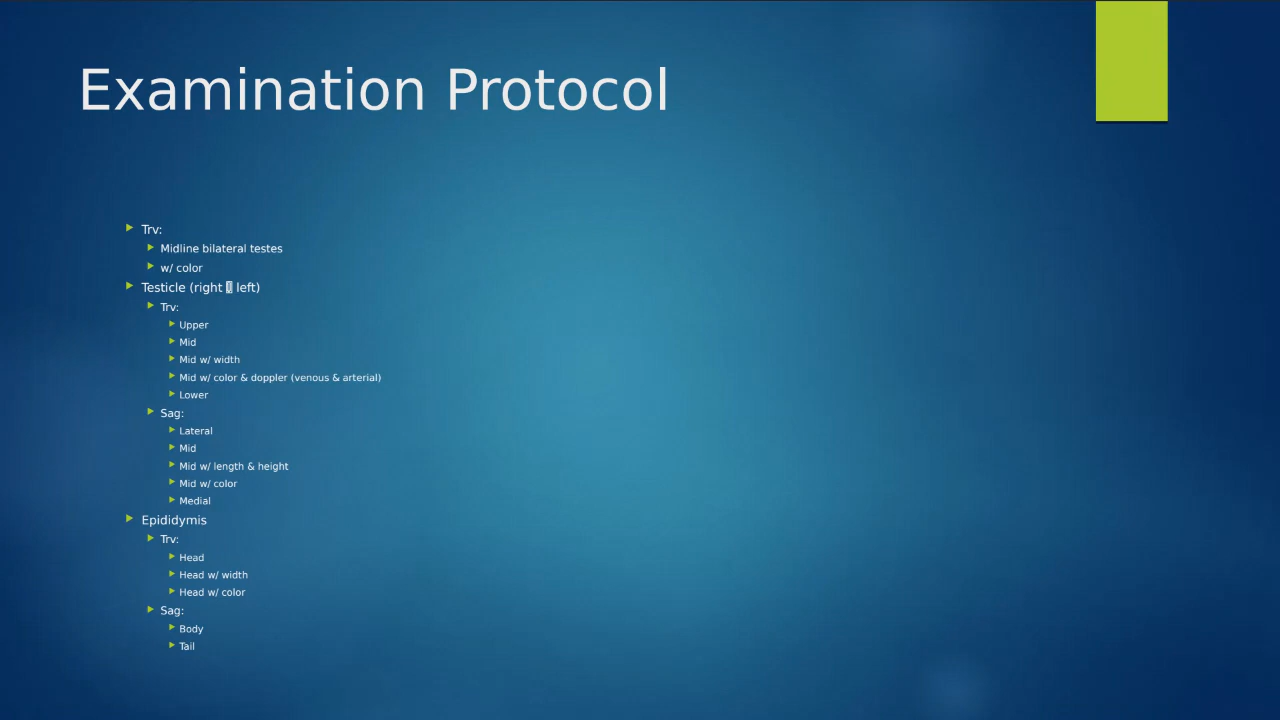 Examination Protocol
Trv:
Midline bilateral testes
w/ color
Testicle (right left)
Trv:
Upper
Mid
Mid w/ width
Mid w/ color & doppler (venous & arterial)
Lower
Sag:
Lateral
Mid
Mid w/ length & height
Mid w/ color
Medial
Epididymis
Trv:
Head
Head w/ width
Head w/ color
Sag:
Body
Tail